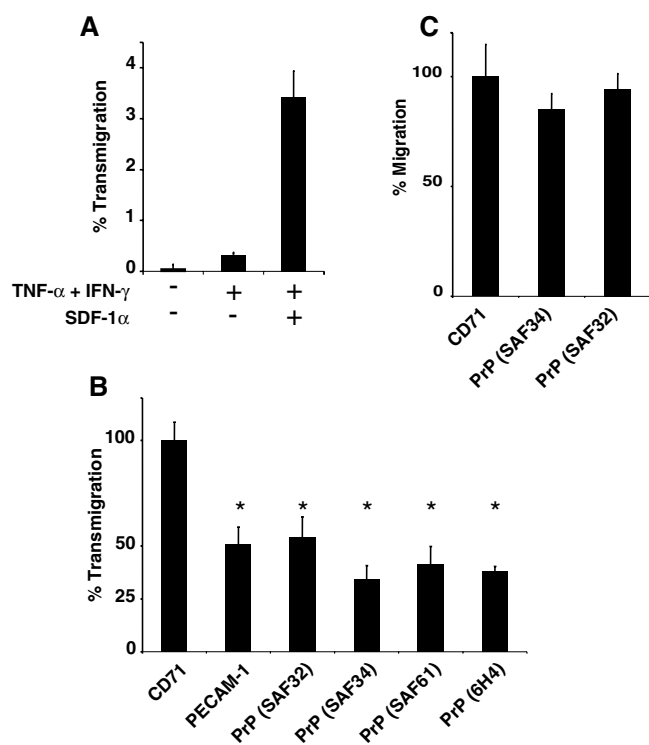 A
% Transmigration
4
3
2
1
0
TNF-α + IFN-γ - + +
SDF-1α - - +
C
% Migration
100
50
0
CD71
PrP (SAF34)
PrP (SAF32)
B
% Transmigration
100
50
25
0
* * * * *
CD71
PECAM-1
PrP (SAF32)
PrP (SAF34)
PrP (SAF61)
PrP (6H4)